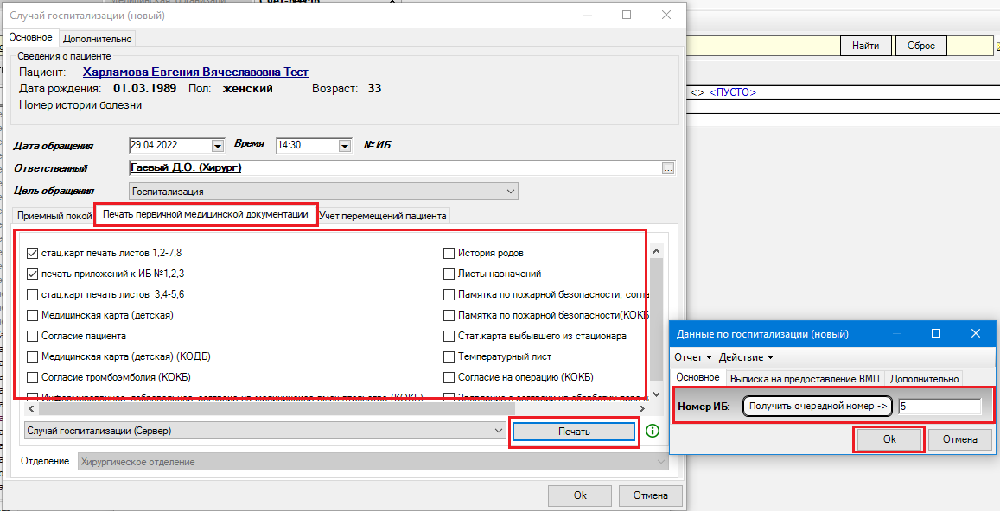 Случай госпитализации (новый)
Основное Дополнительно
Сведения о пациенте
Пациент: Харламова Евгения Вячеславовна Тест
Дата рождения: 01.03.1989 Пол: женский Возраст: 33
Номер истории болезни
Дата обращения 29.04.2022 Время 14:30 № ИБ
Ответственный Гаевый Д.О. (Хирург) ...
Цель обращения Госпитализация
Приемный покой Печать первичной медицинской документации Учет перемещений пациента
стац.карт печать листов 1,2-7,8
печать приложений к ИБ №1,2,3
стац.карт печать листов 3,4-5,6
Медицинская карта (детская)
Согласие пациента
Медицинская карта (детская) (КОДБ)
Согласие тромбоэмболия (КОКБ)
Информированное добровольное согласие на медицинское вмешательство (КОКБ)
История родов
Листы назначений
Памятка по пожарной безопасности, согла
Памятка по пожарной безопасности(КОКБ
Стат.карта выбывшего из стационара
Температурный лист
Согласие на операцию (КОКБ)
Заявление о согласии на обработку
Случай госпитализации (Сервер) Печать
Отделение Хирургическое отделение
Ok Отмена
Найти Сброс
<> <ПУСТО>
Данные по госпитализации (новый)
Отчет Действие
Основное Выписка на предоставление ВМП Дополнительно
Номер ИБ: Получить очередной номер -> 5
Ok Отмена